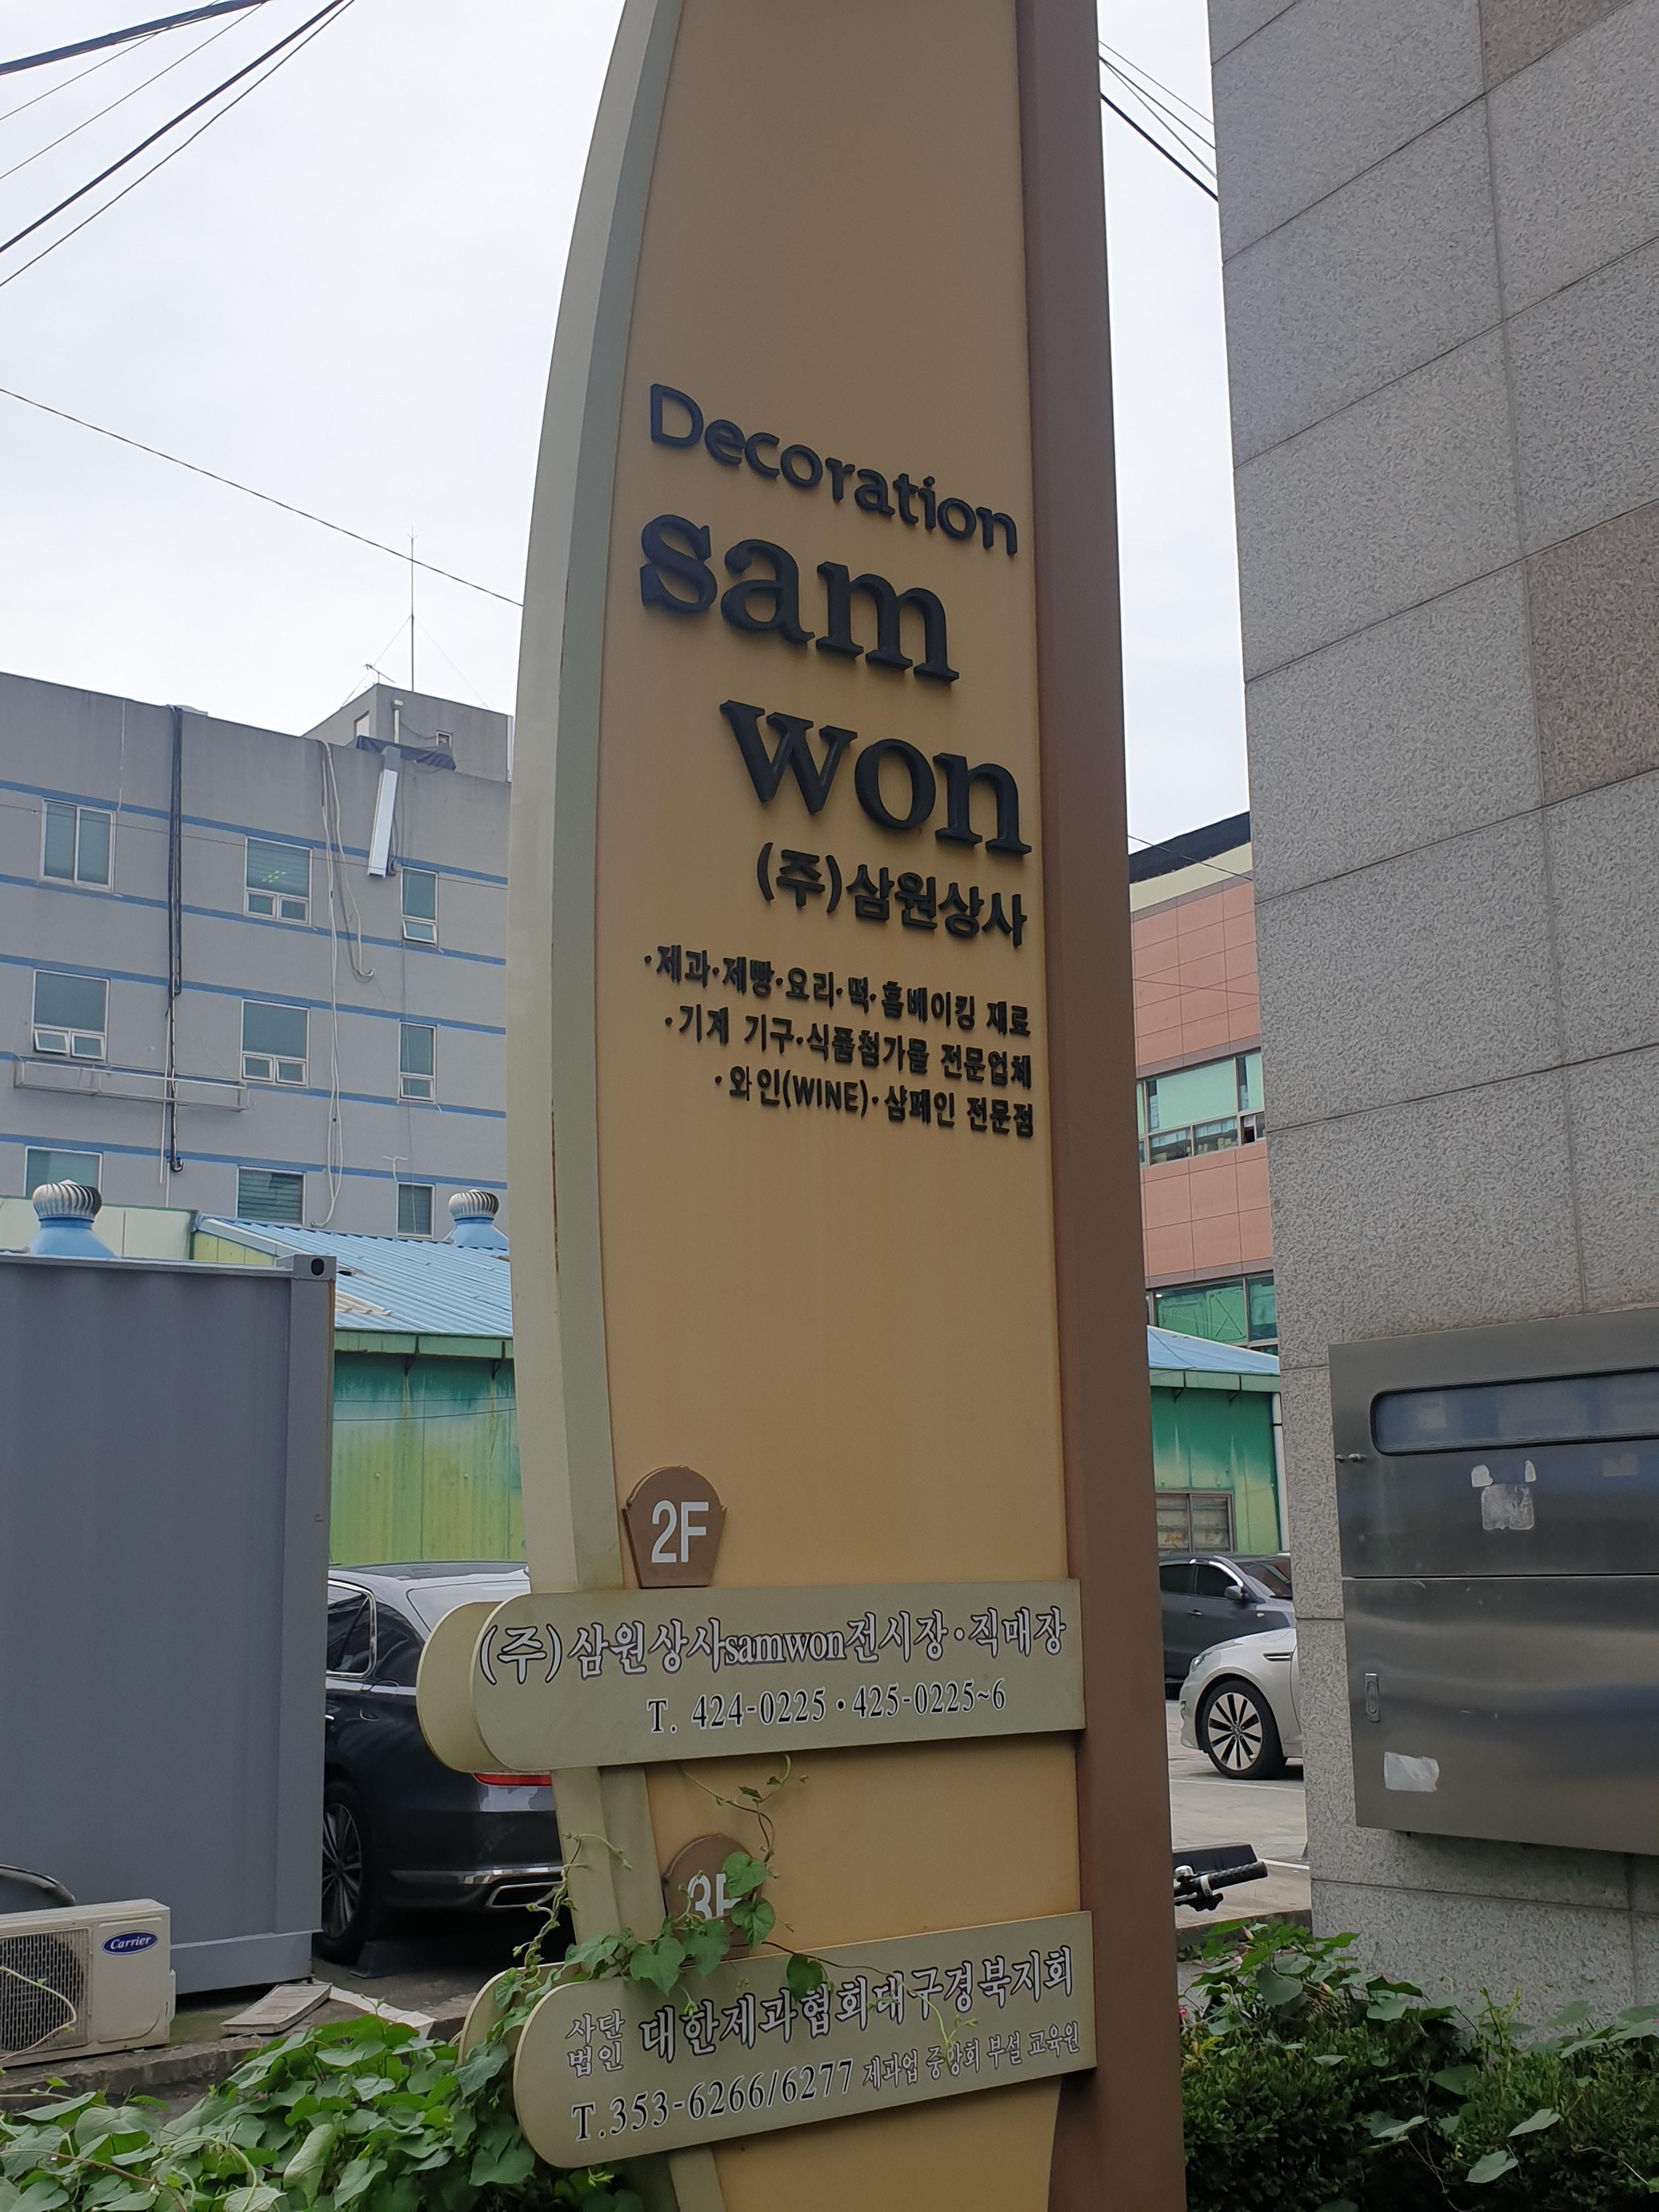 Decoration
sam
won
(주)삼원상사
·제과·제빵·요리·떡·홈베이킹 재료
·기계 기구·식품첨가물 전문업체
·와인(WINE)·샴페인 전문점
2F
(주)삼원상사samwon전시장·직매장
T. 424-0225·425-0225~6
3F
사단법인 대한제과협회대구경북지회
T.353-6266/6277 제과업 중앙회 부설 교육원
Carrier